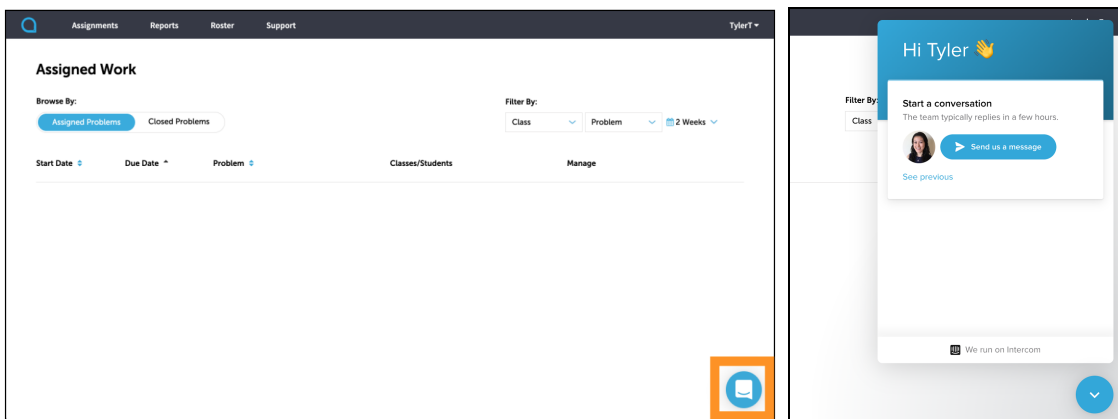 Assignments Reports Roster Support TylerT
Assigned Work
Browse By:
Assigned Problems Closed Problems
Filter By:
Class Problem 2 Weeks
Start Date Due Date Problem Classes/Students Manage
Hi Tyler 👋
Filter By:
Class
Start a conversation
The team typically replies in a few hours.
Send us a message
See previous
We run on Intercom